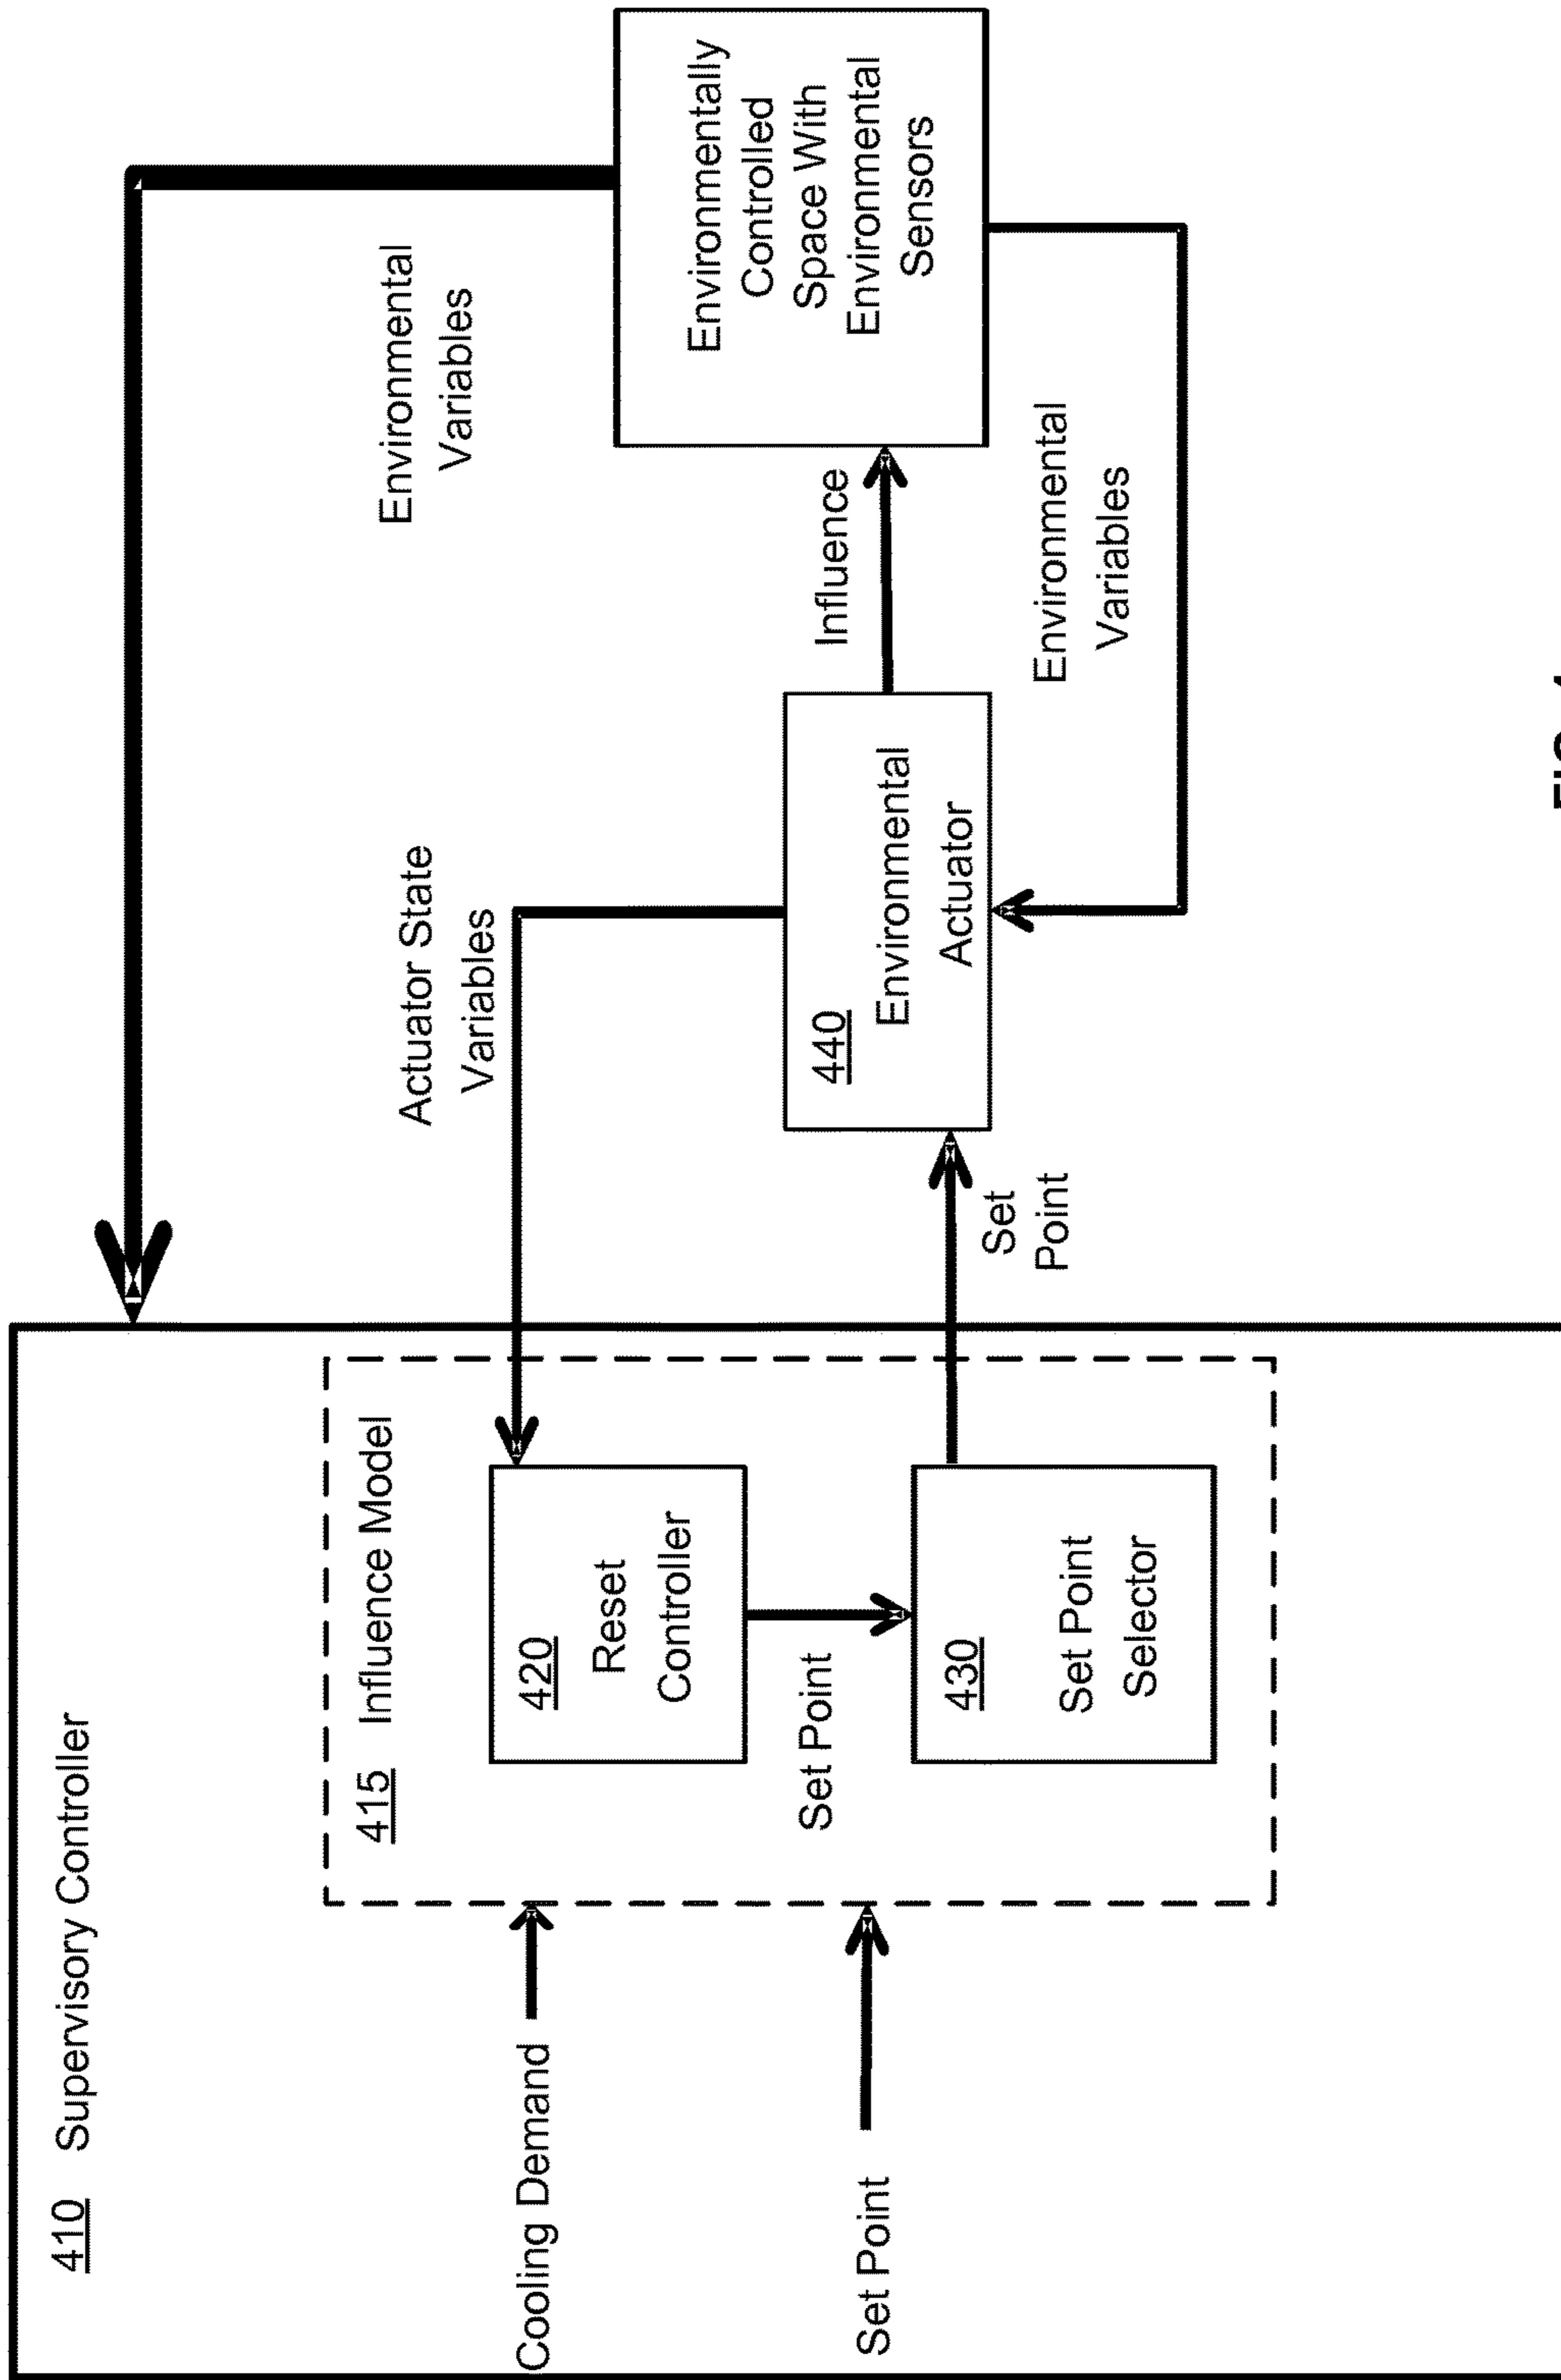 410 Supervisory Controller
415 Influence Model
Cooling Demand
Set Point
420
Reset
Controller
Set Point
430
Set Point
Selector
Actuator State
Variables
Set
Point
440
Environmental
Actuator
Influence
Environmental
Variables
Environmental
Variables
Environmentally
Controlled
Space With
Environmental
Sensors